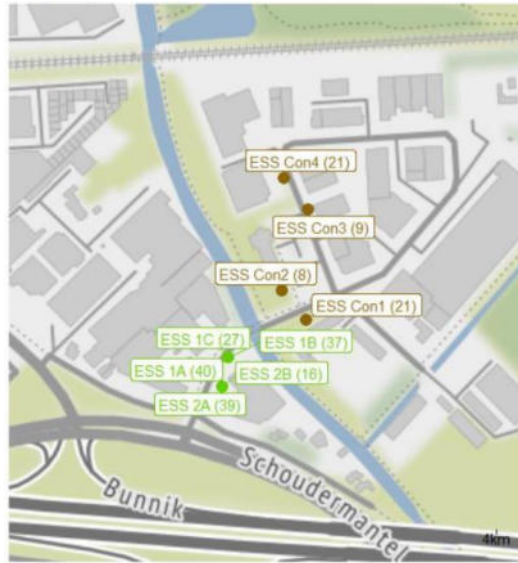 ESS Con4 (21)
ESS Con3 (9)
ESS Con2 (8)
ESS Con1 (21)
ESS 1C (27)
ESS 1B (37)
ESS 1A (40)
ESS 2B (16)
ESS 2A (39)
Schoudermantel
Bunnik
4km